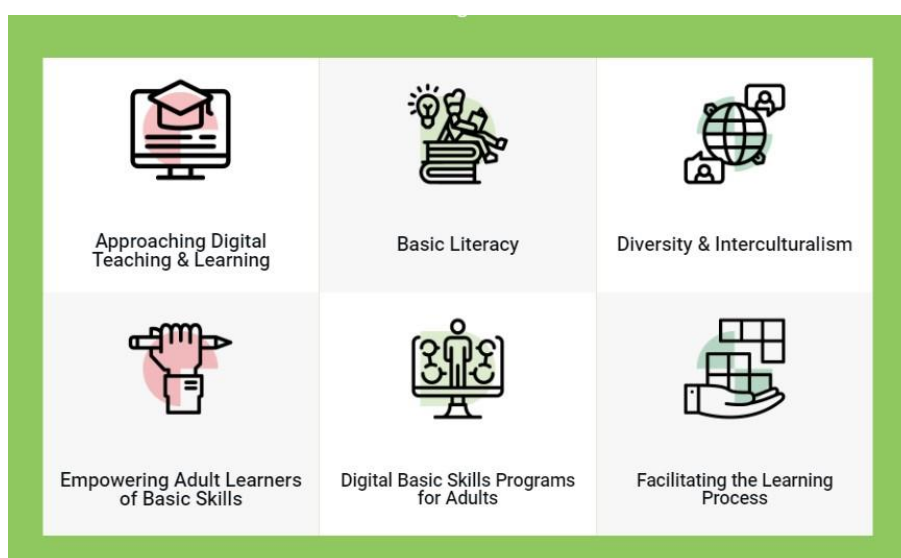 Approaching Digital
Teaching & Learning
Basic Literacy
Diversity & Interculturalism
Empowering Adult Learners
of Basic Skills
Digital Basic Skills Programs
for Adults
Facilitating the Learning
Process